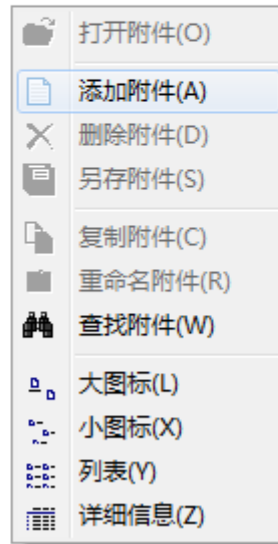 打开附件(O)
添加附件(A)
删除附件(D)
另存附件(S)
复制附件(C)
重命名附件(R)
查找附件(W)
大图标(L)
小图标(X)
列表(Y)
详细信息(Z)